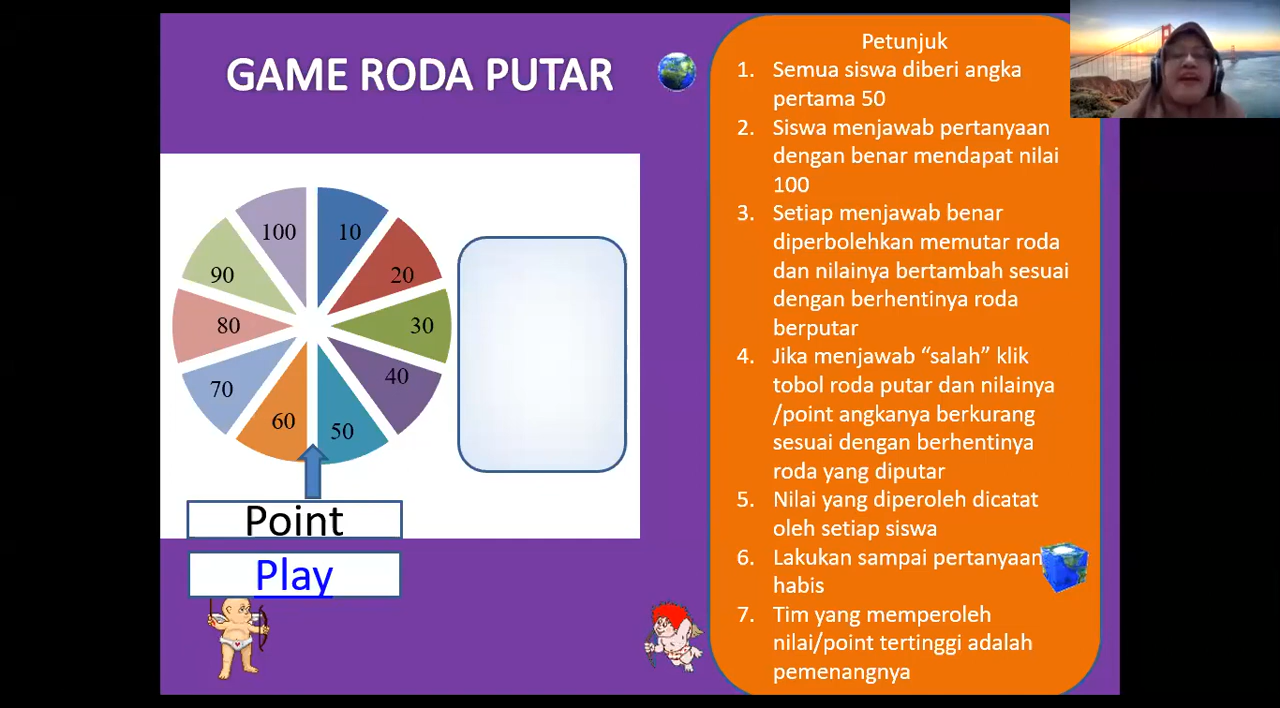 GAME RODA PUTAR
100
10
90
20
80
30
70
40
60
50
Point
Play
Petunjuk
1. Semua siswa diberi angka
pertama 50
2. Siswa menjawab pertanyaan
dengan benar mendapat nilai
100
3. Setiap menjawab benar
diperbolehkan memutar roda
dan nilainya bertambah sesuai
dengan berhentinya roda
berputar
4. Jika menjawab “salah” klik
tobol roda putar dan nilainya
/point angkanya berkurang
sesuai dengan berhentinya
roda yang diputar
5. Nilai yang diperoleh dicatat
oleh setiap siswa
6. Lakukan sampai pertanyaan
habis
7. Tim yang memperoleh
nilai/point tertinggi adalah
pemenangnya